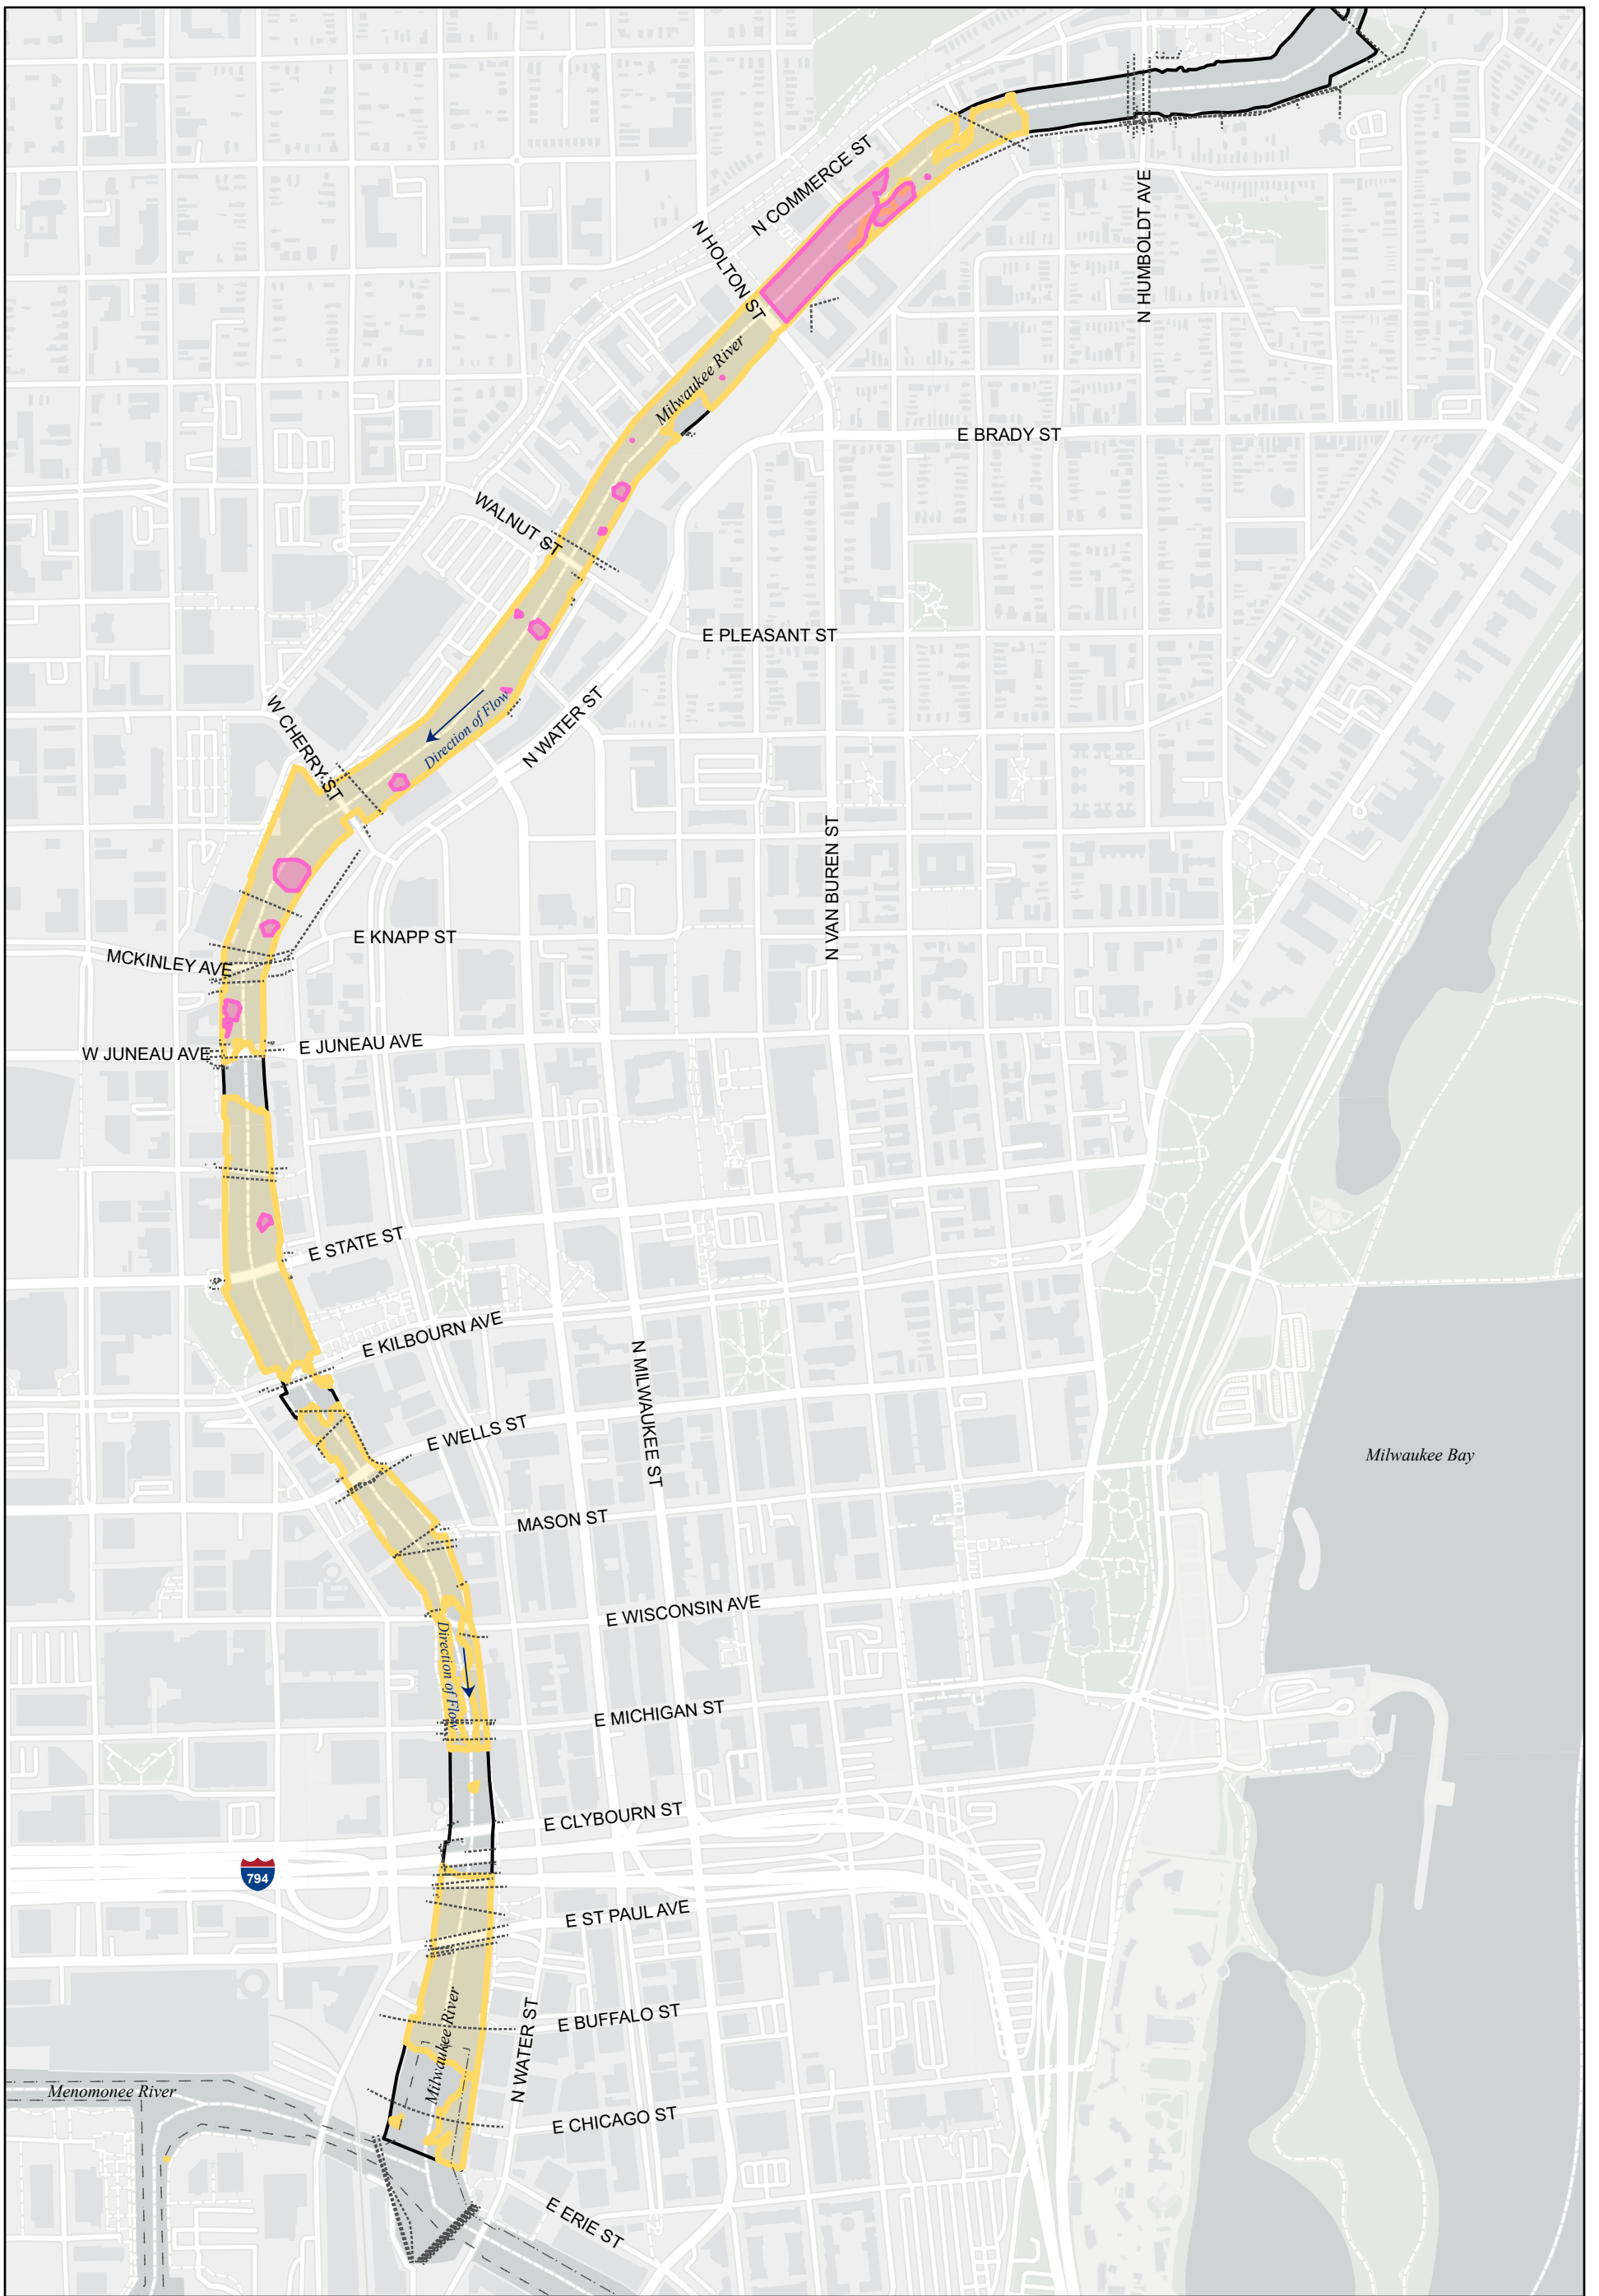 N COMMERCE ST
N HOLTON ST
N HUMBOLDT AVE
Milwaukee River
E BRADY ST
WALNUT ST
E PLEASANT ST
W CHERRY ST
N WATER ST
Direction of Flow
N VAN BUREN ST
E KNAPP ST
MCKINLEY AVE
W JUNEAU AVE
E JUNEAU AVE
E STATE ST
E KILBOURN AVE
N MILWAUKEE ST
E WELLS ST
Milwaukee Bay
MASON ST
E WISCONSIN AVE
Direction of Flow
E MICHIGAN ST
E CLYBOURN ST
794
E ST PAUL AVE
Milwaukee River
N WATER ST
E BUFFALO ST
Menomonee River
E CHICAGO ST
E ERIE ST